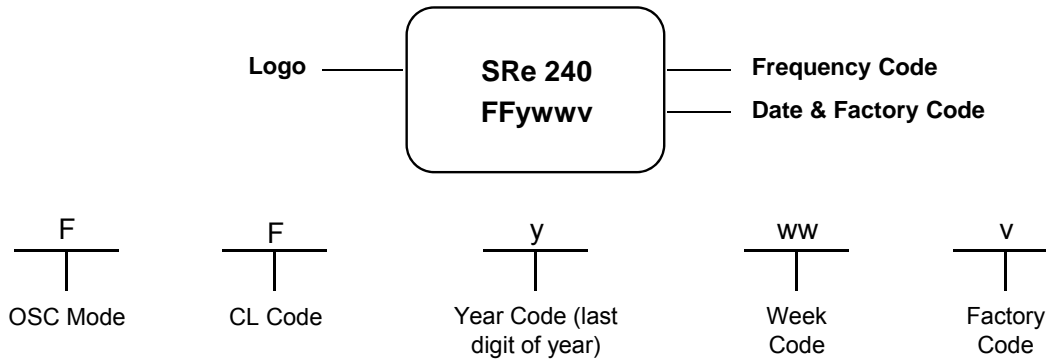 Logo
SRe 240
Frequency Code
FFywwv
Date & Factory Code
F
F
y
ww
v
OSC Mode
CL Code
Year Code (last
digit of year)
Week
Code
Factory
Code